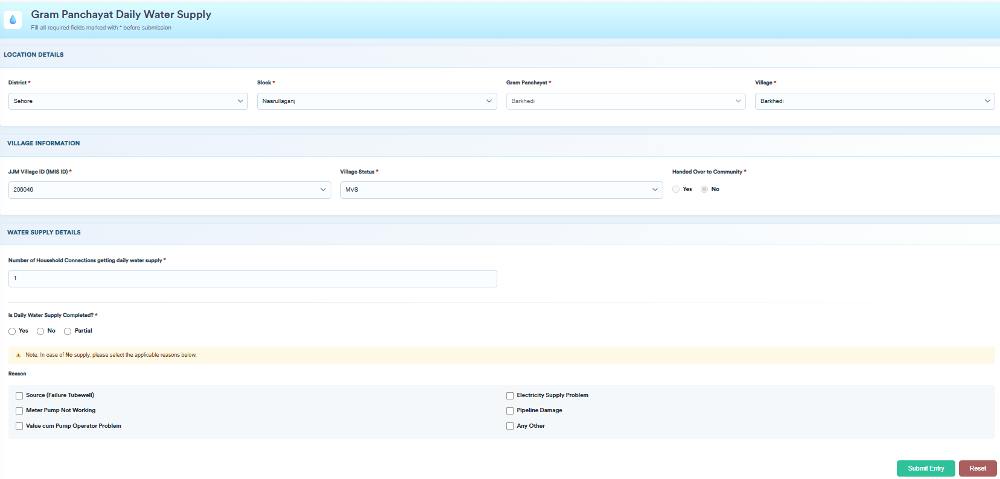 Gram Panchayat Daily Water Supply
Fill all required fields marked with * before submission
LOCATION DETAILS
District * Block * Gram Panchayat * Village *
Sehore Nasrullaganj Barkhedi Barkhedi
VILLAGE INFORMATION
JJM Village ID (IMIS ID) * Village Status * Handed Over to Community *
206046 MVS Yes No
WATER SUPPLY DETAILS
Number of Household Connections getting daily water supply *
1
Is Daily Water Supply Completed? *
Yes No Partial
Note: In case of No supply, please select the applicable reasons below.
Reason
Source (Failure Tubewell) Electricity Supply Problem
Meter Pump Not Working Pipeline Damage
Value cum Pump Operator Problem Any Other
Submit Entry Reset